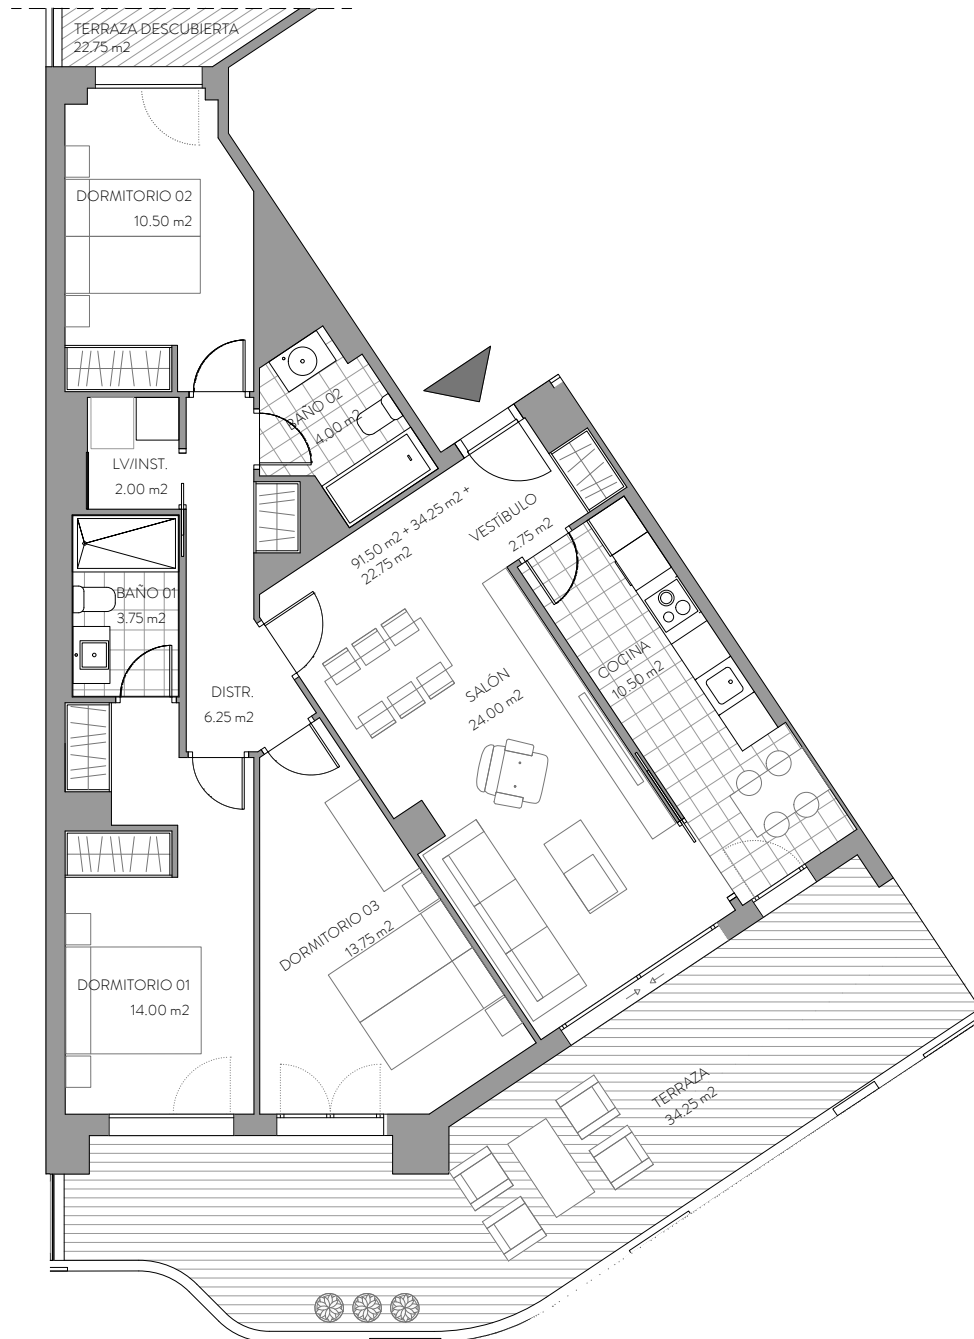 TERRAZA DESCUBIERTA
22.75 m2
DORMITORIO 02
10.50 m2
BAÑO 02
4.00 m2
LV/INST.
2.00 m2
91.50 m2 + 34.25 m2 +
22.75 m2
VESTÍBULO
2.75 m2
BAÑO 01
3.75 m2
COCINA
10.50 m2
SALÓN
24.00 m2
DISTR.
6.25 m2
DORMITORIO 03
13.75 m2
DORMITORIO 01
14.00 m2
TERRAZA
34.25 m2